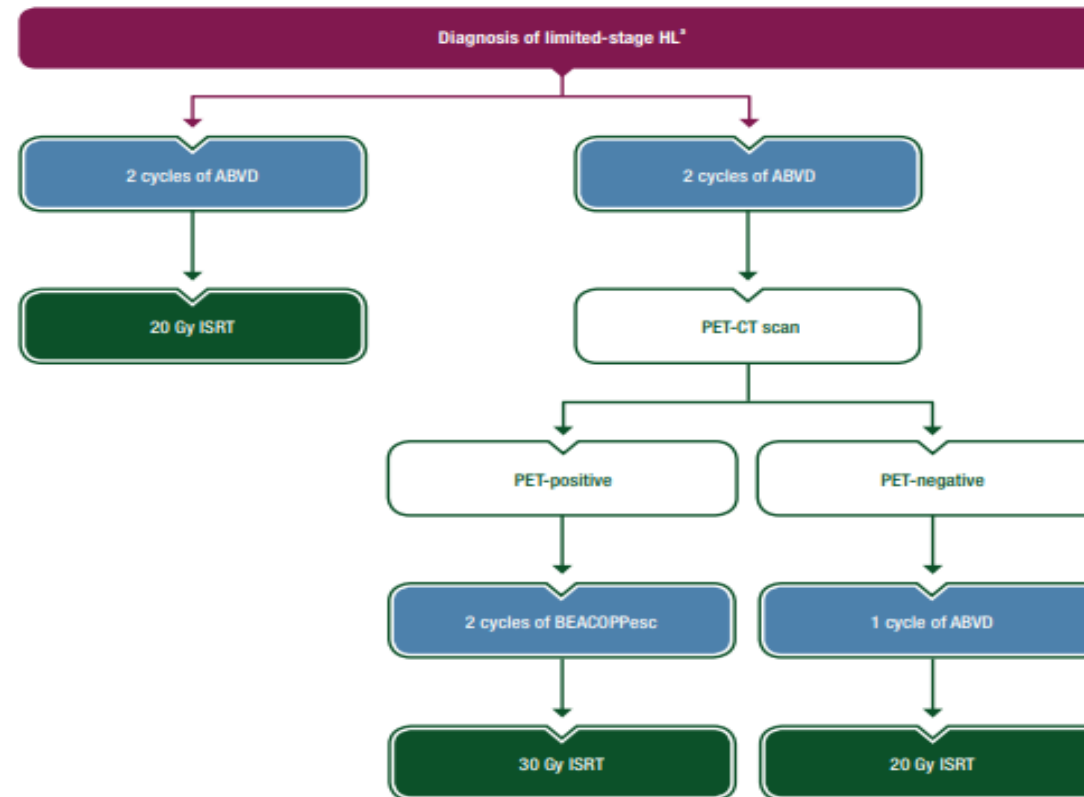 Diagnosis of limited-stage HLª
2 cycles of ABVD
2 cycles of ABVD
20 Gy ISRT
PET-CT scan
PET-positive
PET-negative
2 cycles of BEACOPPesc
1 cycle of ABVD
30 Gy ISRT
20 Gy ISRT